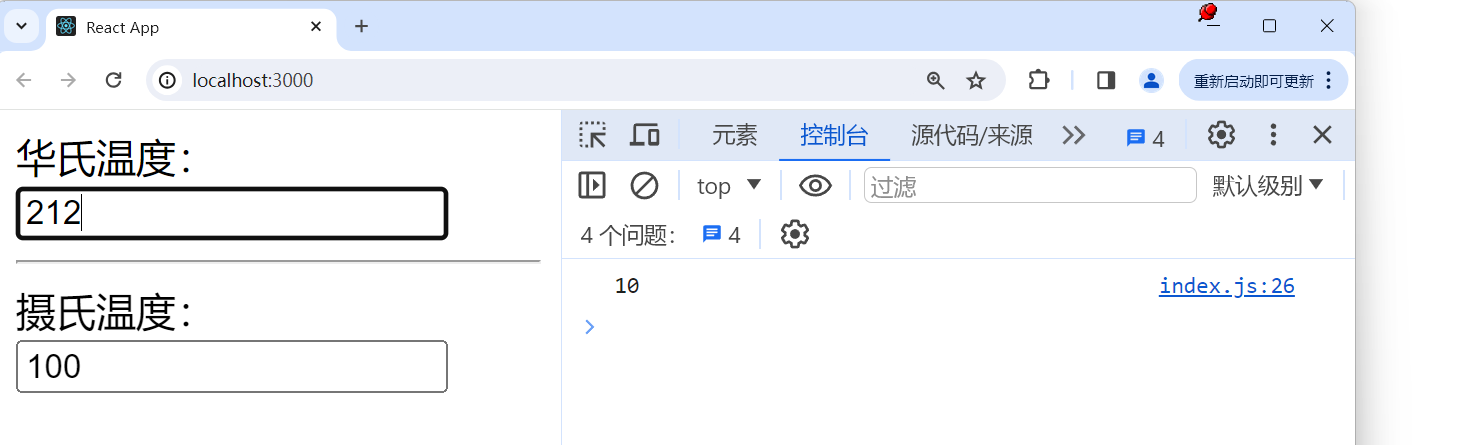 React App
localhost:3000
重新启动即可更新
华氏温度：
212
摄氏温度：
100
元素
控制台
源代码/来源
4
top
过滤
默认级别
4 个问题：
4
10
index.js:26